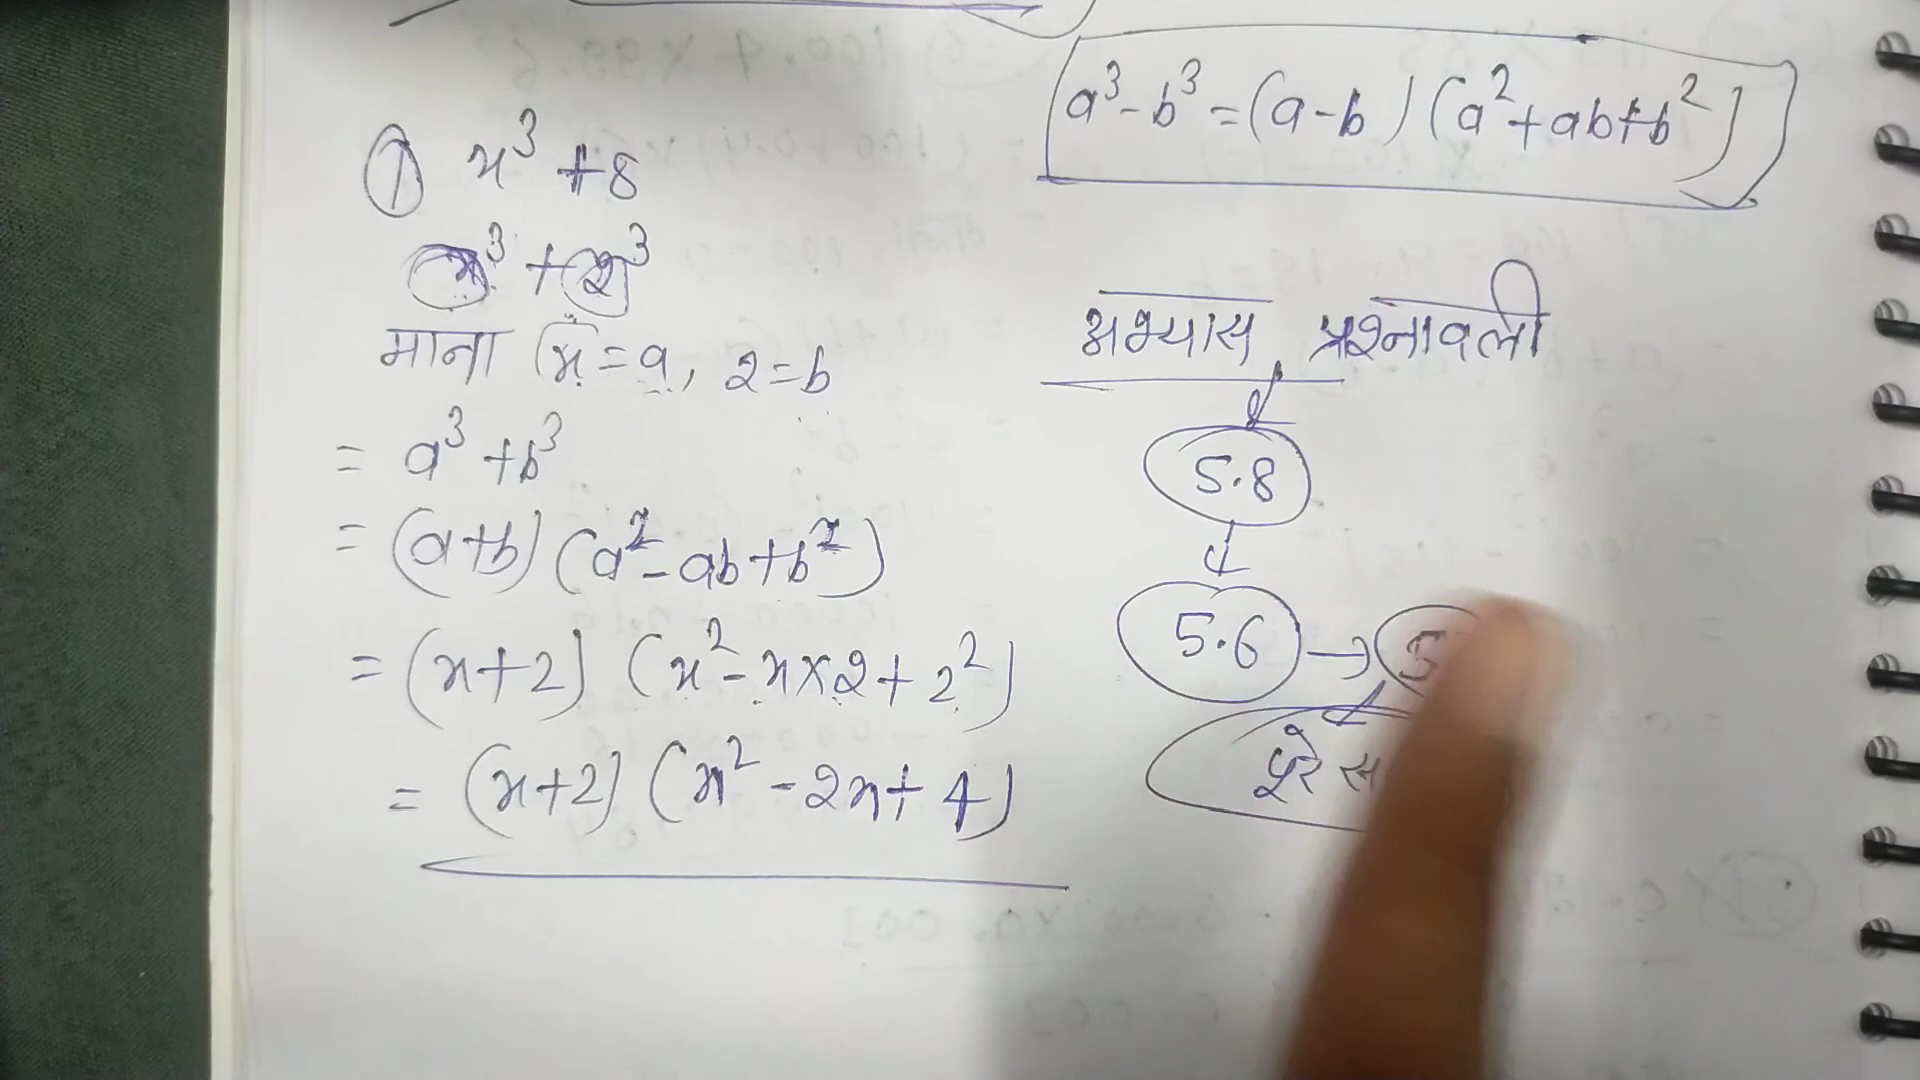 ① x³ + 8
x³ + 2³
माना x = a, 2 = b
= a³ + b³
= (a+b) (a² - ab + b²)
= (x+2) (x² - x×2 + 2²)
= (x+2) (x² - 2x + 4)
a³ - b³ = (a-b) (a² + ab + b²)
अभ्यास प्रश्नावली
5.8
5.6 →
पूरे